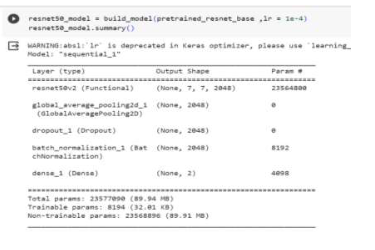 resnet50_model = build_model(pretrained_resnet_base ,lr = 1e-4)
resnet50_model.summary()
WARNING:absl:`lr` is deprecated in Keras optimizer, please use `learning_
Model: "sequential_1"
Layer (type) Output Shape Param #
resnet50v2 (Functional) (None, 7, 7, 2048) 23564800
global_average_pooling2d_1 (None, 2048) 0
(GlobalAveragePooling2D)
dropout_1 (Dropout) (None, 2048) 0
batch_normalization_1 (Bat (None, 2048) 8192
chNormalization)
dense_1 (Dense) (None, 2) 4098
Total params: 23577090 (89.94 MB)
Trainable params: 8194 (32.01 KB)
Non-trainable params: 23568896 (89.91 MB)